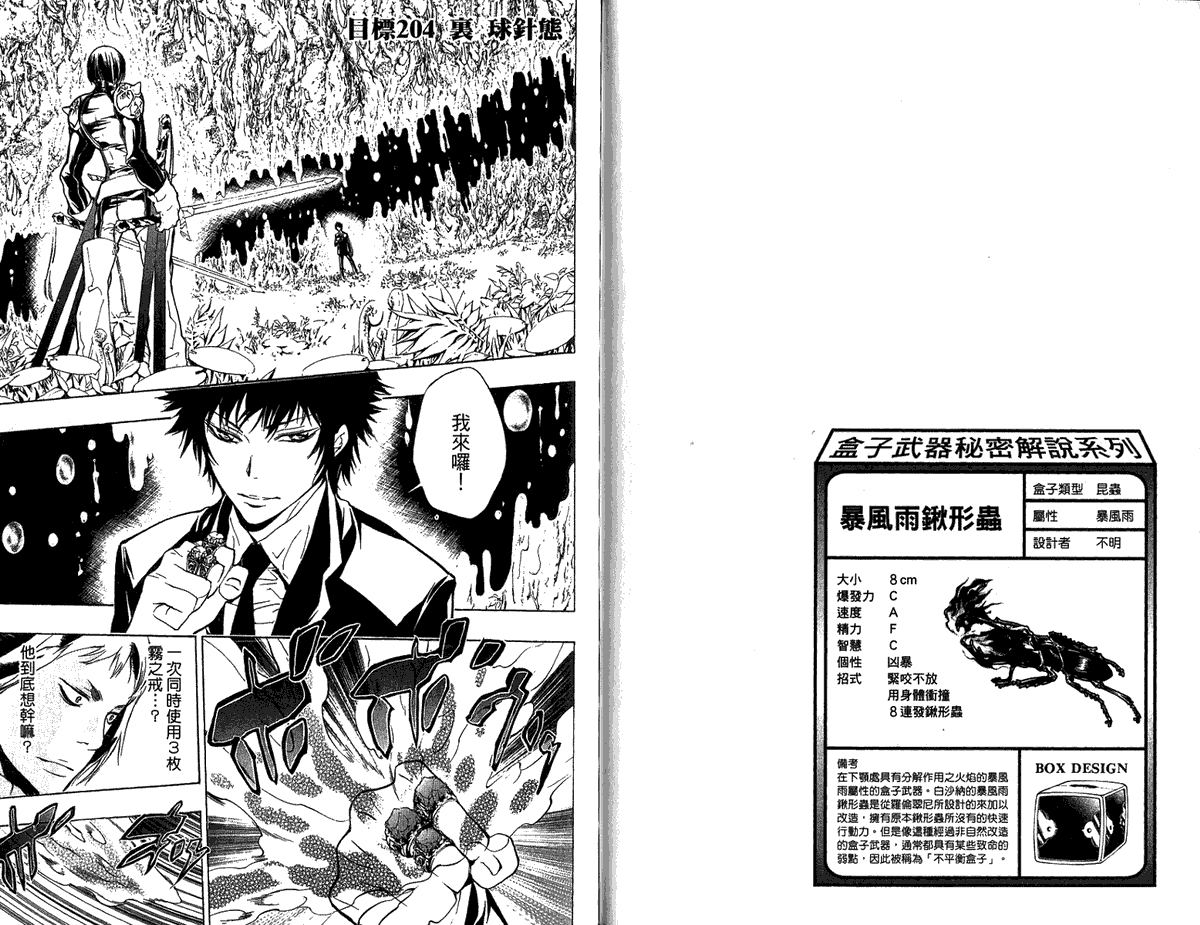 盒子武器秘密解說系列
暴風雨鍬形蟲
盒子類型 昆蟲
屬性 暴風雨
設計者 不明
大小 8cm
爆發力 C
速度 A
精力 F
智慧 C
個性 凶暴
招式 緊咬不放
用身體衝撞
8連發鍬形蟲
備考
在下顎處具有分解作用之火焰的暴風
雨屬性的盒子武器。白沙納的暴風雨
鍬形蟲是從羅倫翠尼所設計的來加以
改造，擁有原本鍬形蟲所沒有的快速
行動力。但是像這種經過非自然改造
的盒子武器，通常都具有某些致命的
弱點，因此被稱為「不平衡盒子」。
BOX DESIGN
目標204 裏 球針態
我來囉！
一次同時使用3枚
霧之戒…？
他到底想幹嘛？